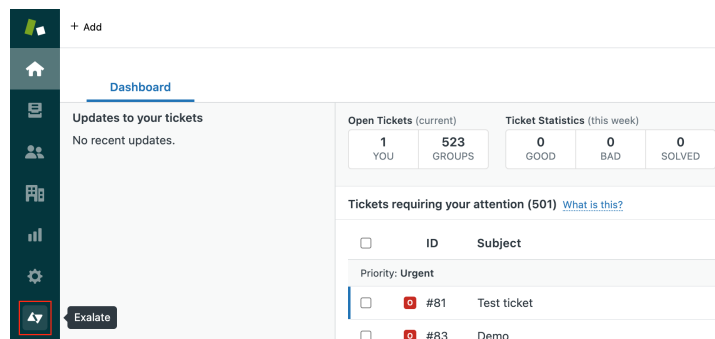 + Add
Dashboard
Updates to your tickets
No recent updates.
Open Tickets (current)
1 YOU
523 GROUPS
Ticket Statistics (this week)
0 GOOD
0 BAD
0 SOLVED
Tickets requiring your attention (501) What is this?
ID Subject
Priority: Urgent
O #81 Test ticket
O #83 Demo
Exalate